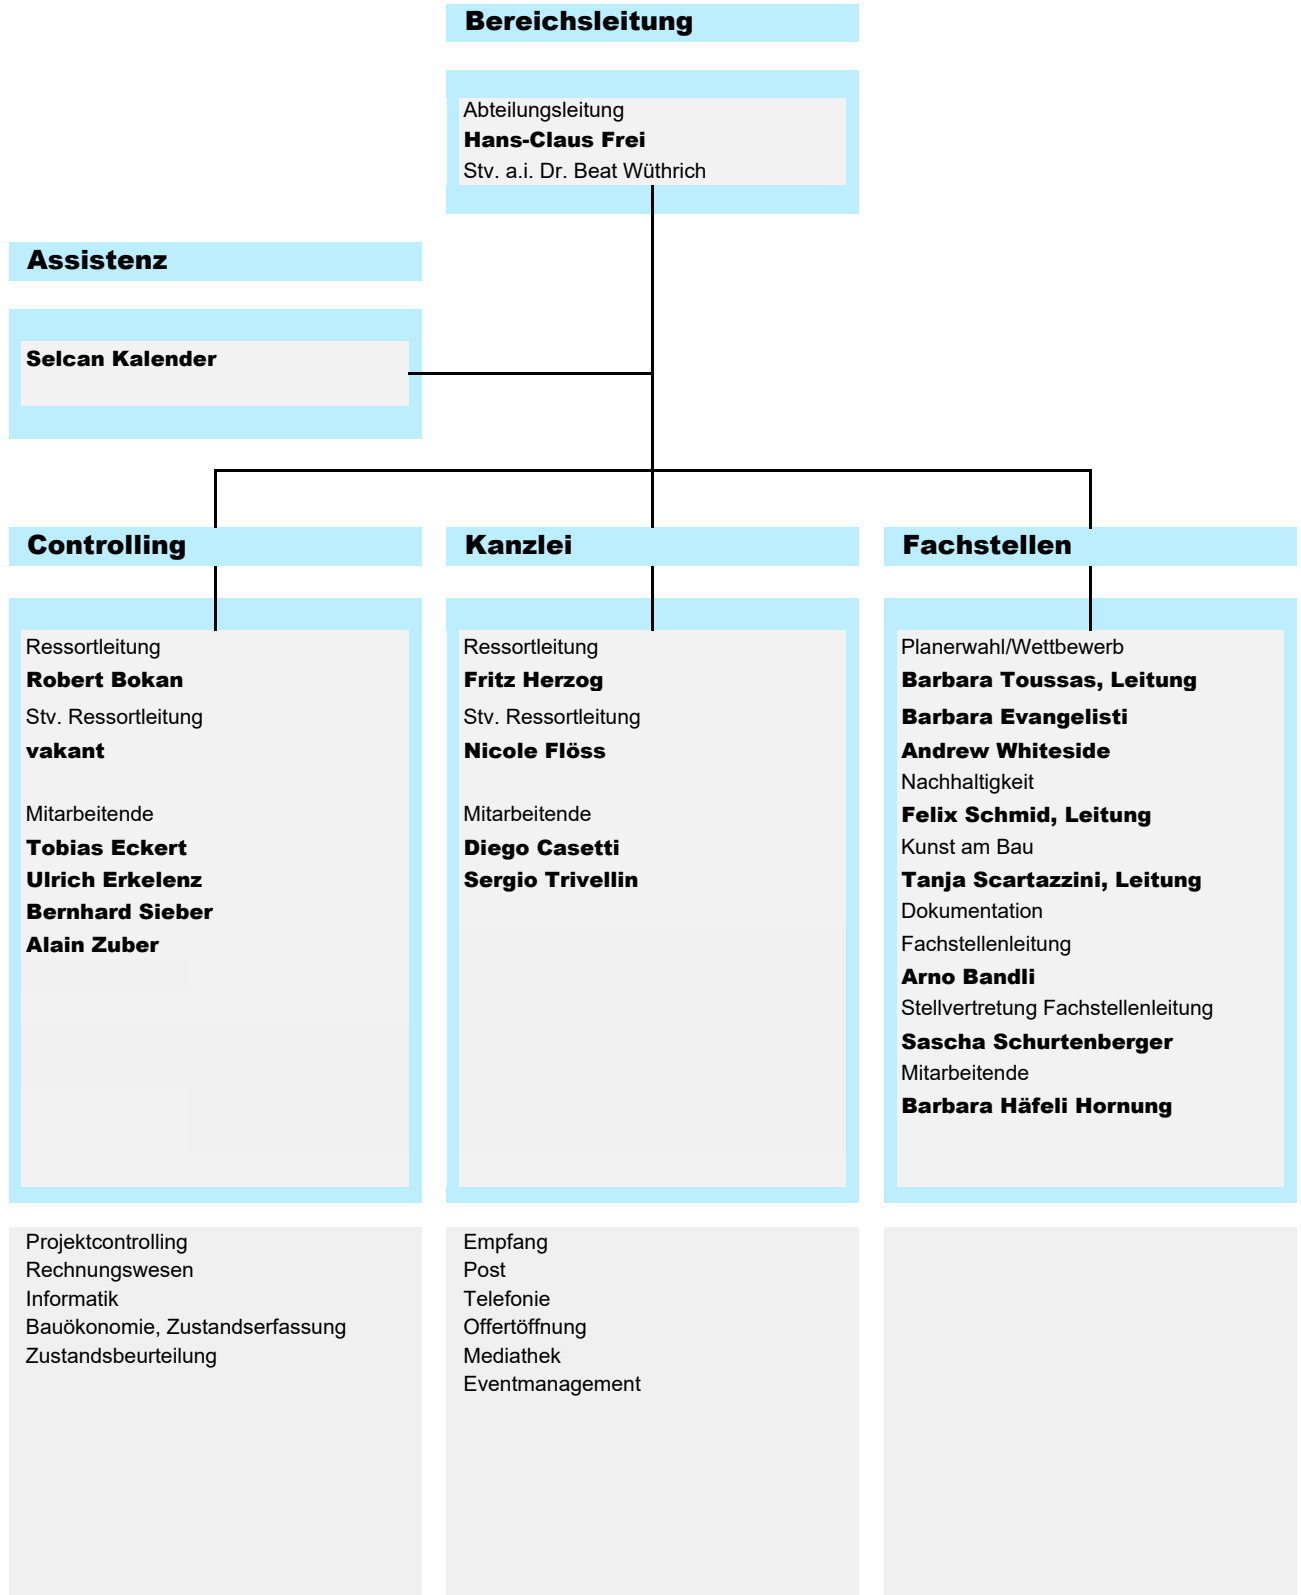 Bereichsleitung
Abteilungsleitung
Hans-Claus Frei
Stv. a.i. Dr. Beat Wüthrich
Assistenz
Selcan Kalender
Controlling
Ressortleitung
Robert Bokan
Stv. Ressortleitung
vakant
Mitarbeitende
Tobias Eckert
Ulrich Erkelenz
Bernhard Sieber
Alain Zuber
Projektcontrolling
Rechnungswesen
Informatik
Bauökonomie, Zustandserfassung
Zustandsbeurteilung
Kanzlei
Ressortleitung
Fritz Herzog
Stv. Ressortleitung
Nicole Flöss
Mitarbeitende
Diego Casetti
Sergio Trivellin
Empfang
Post
Telefonie
Offertöffnung
Mediathek
Eventmanagement
Fachstellen
Planerwahl/Wettbewerb
Barbara Toussas, Leitung
Barbara Evangelisti
Andrew Whiteside
Nachhaltigkeit
Felix Schmid, Leitung
Kunst am Bau
Tanja Scartazzini, Leitung
Dokumentation
Fachstellenleitung
Arno Bandli
Stellvertretung Fachstellenleitung
Sascha Schurtenberger
Mitarbeitende
Barbara Häfeli Hornung